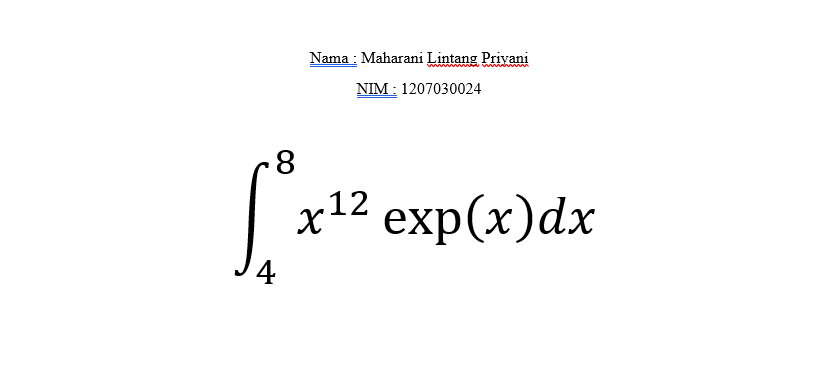 Nama : Maharani Lintang Priyani
NIM : 1207030024
∫₄⁸ x¹² exp(x)dx